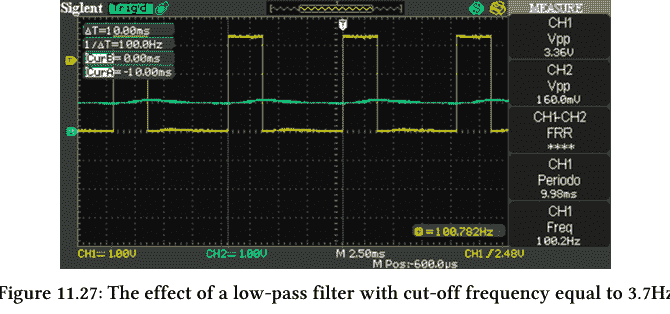 Siglent Trig'd MEASURE
ΔT=10.00ms
1/ΔT=100.0Hz
CurB= 0.00ms
CurA=-10.00ms
CH1
Vpp
3.36V
CH2
Vpp
160.0mV
CH1-CH2
FRR
****
CH1
Periodo
9.98ms
CH1
Freq
100.2Hz
=100.782Hz
CH1=1.00V CH2=1.00V M 2.50ms CH1 2.48V
M Pos:-600.0µs
Figure 11.27: The effect of a low-pass filter with cut-off frequency equal to 3.7Hz